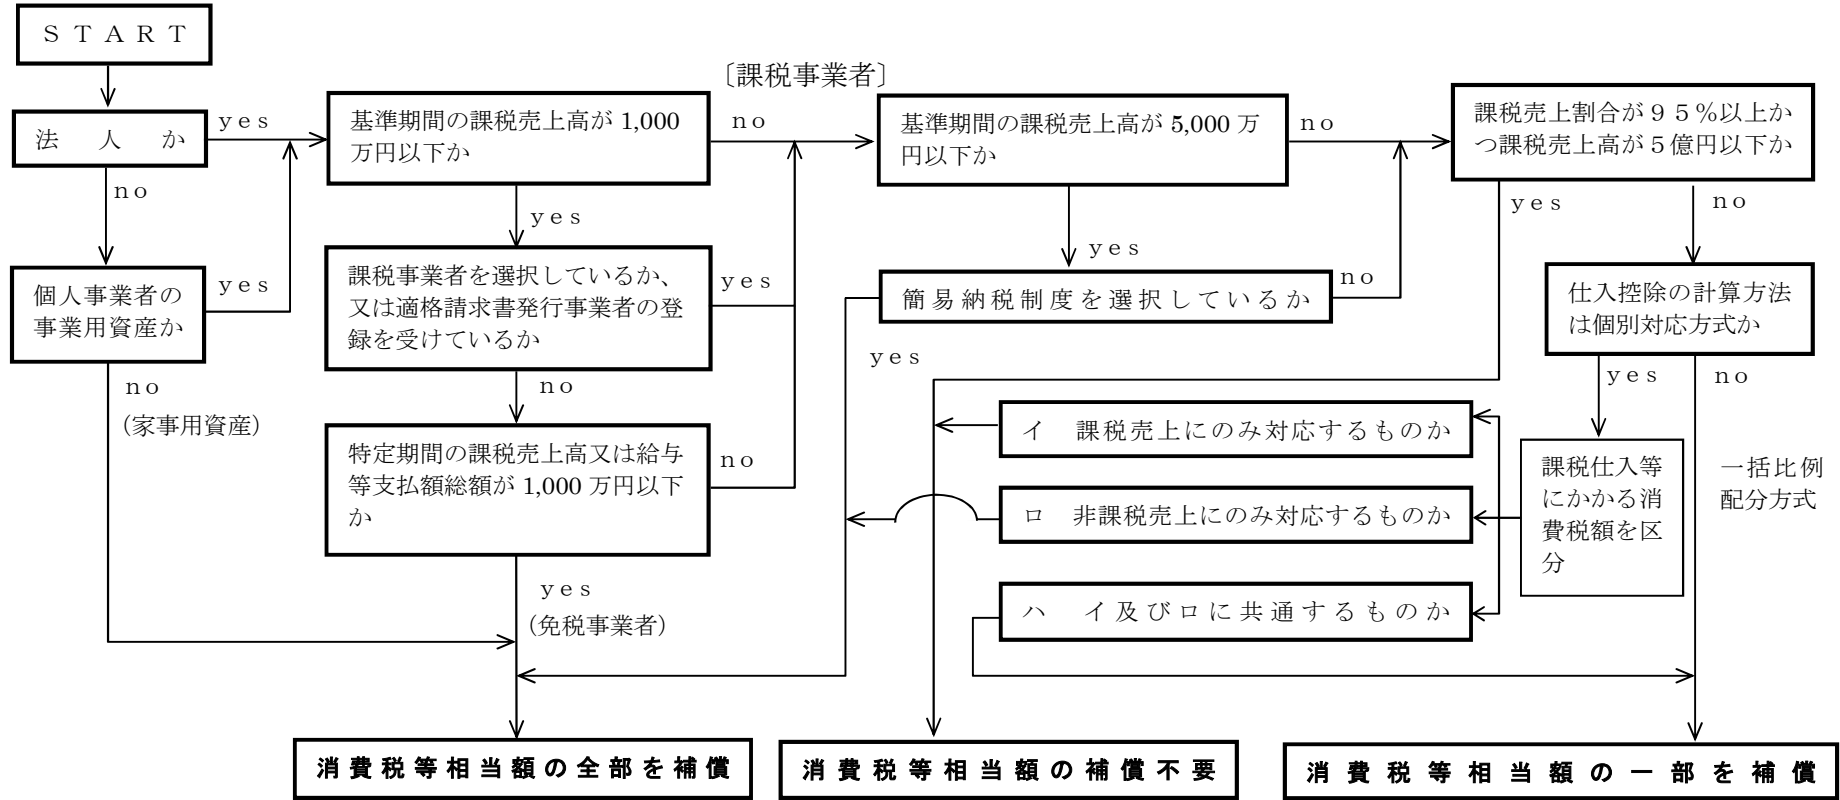 ＳＴＡＲＴ
法人か
yes
no
個人事業者の
事業用資産か
yes
no
（家事用資産）
基準期間の課税売上高が 1,000
万円以下か
no
yes
課税事業者を選択しているか、
又は適格請求書発行事業者の登
録を受けているか
yes
no
特定期間の課税売上高又は給与
等支払額総額が 1,000 万円以下
か
no
yes
（免税事業者）
〔課税事業者〕
基準期間の課税売上高が 5,000 万
円以下か
no
yes
簡易納税制度を選択しているか
no
yes
課税売上割合が９５％以上か
つ課税売上高が５億円以下か
yes
no
仕入控除の計算方法
は個別対応方式か
yes
no
一括比例
配分方式
課税仕入等
にかかる消
費税額を区
分
イ　課税売上にのみ対応するものか
ロ　非課税売上にのみ対応するものか
ハ　イ及びロに共通するものか
消費税等相当額の全部を補償
消費税等相当額の補償不要
消費税等相当額の一部を補償